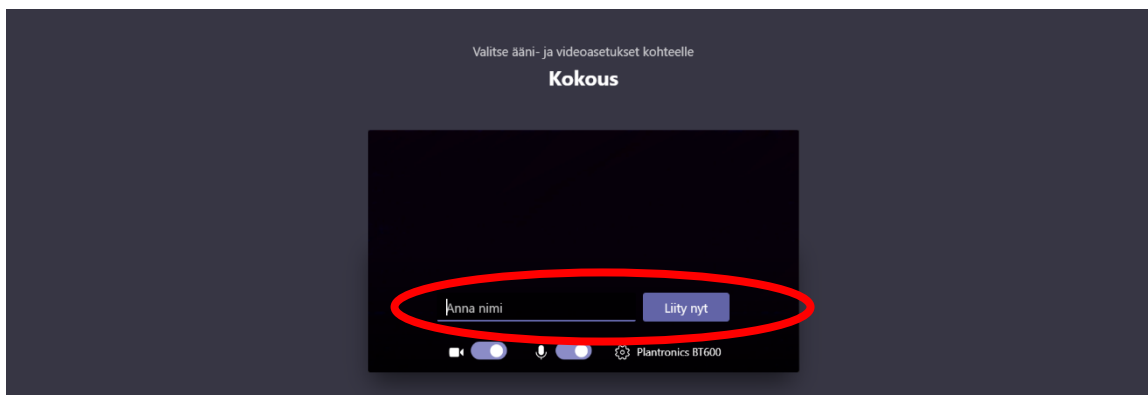 Valitse ääni- ja videoasetukset kohteelle
Kokous
Anna nimi Liity nyt
Plantronics BT600